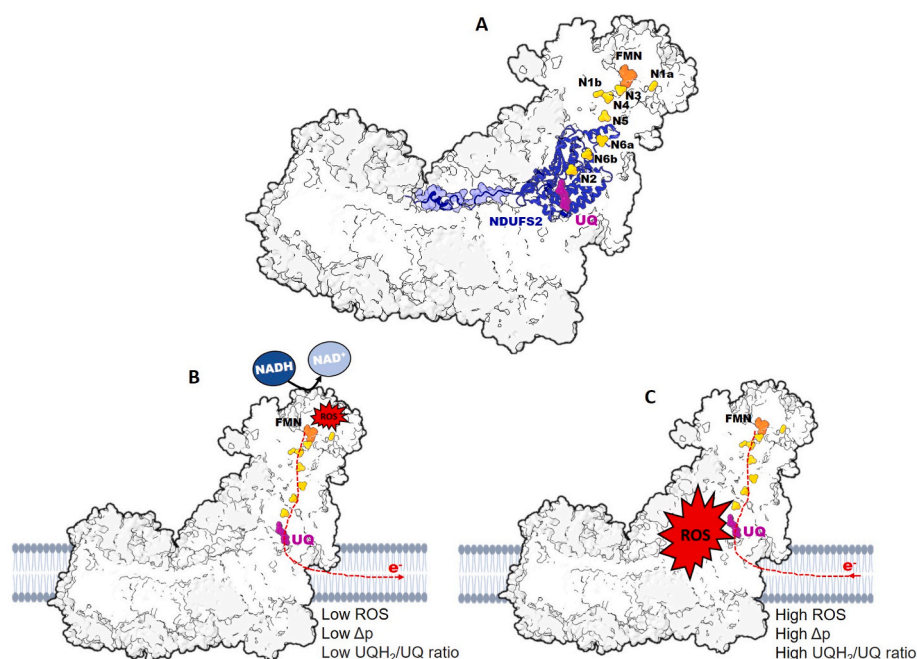 A
FMN
N1a
N1b
N3
N4
N5
N6a
N6b
N2
NDUFS2
UQ
B
NADH
NAD⁺
FMN
ROS
UQ
e⁻
Low ROS
Low Δp
Low UQH₂/UQ ratio
C
FMN
ROS
UQ
e⁻
High ROS
High Δp
High UQH₂/UQ ratio